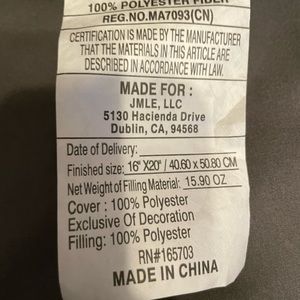 100% POLYESTER FIBER
REG.NO.MA7093(CN)
CERTIFICATION IS MADE BY THE MANUFACTURER
THAT THE MATERIALS IN THIS ARTICLE ARE
DESCRIBED IN ACCORDANCE WITH LAW.
MADE FOR :
JMLE, LLC
5130 Hacienda Drive
Dublin, CA, 94568
Date of Delivery:
Finished size: 16" X20" / 40.60 x 50.80 CM
Net Weight of Filling Material: 15.90 OZ.
Cover : 100% Polyester
Exclusive Of Decoration
Filling: 100% Polyester
RN#165703
MADE IN CHINA